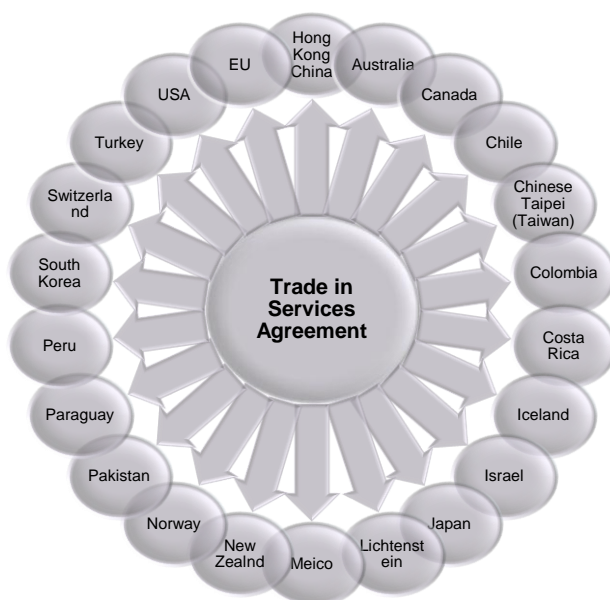 Hong
Kong
China
Australia
Canada
Chile
Chinese
Taipei
(Taiwan)
Colombia
Costa
Rica
Iceland
Israel
Japan
Lichtenst
ein
Meico
New
Zealnd
Norway
Pakistan
Paraguay
Peru
South
Korea
Switzerla
nd
Turkey
USA
EU
Trade in
Services
Agreement